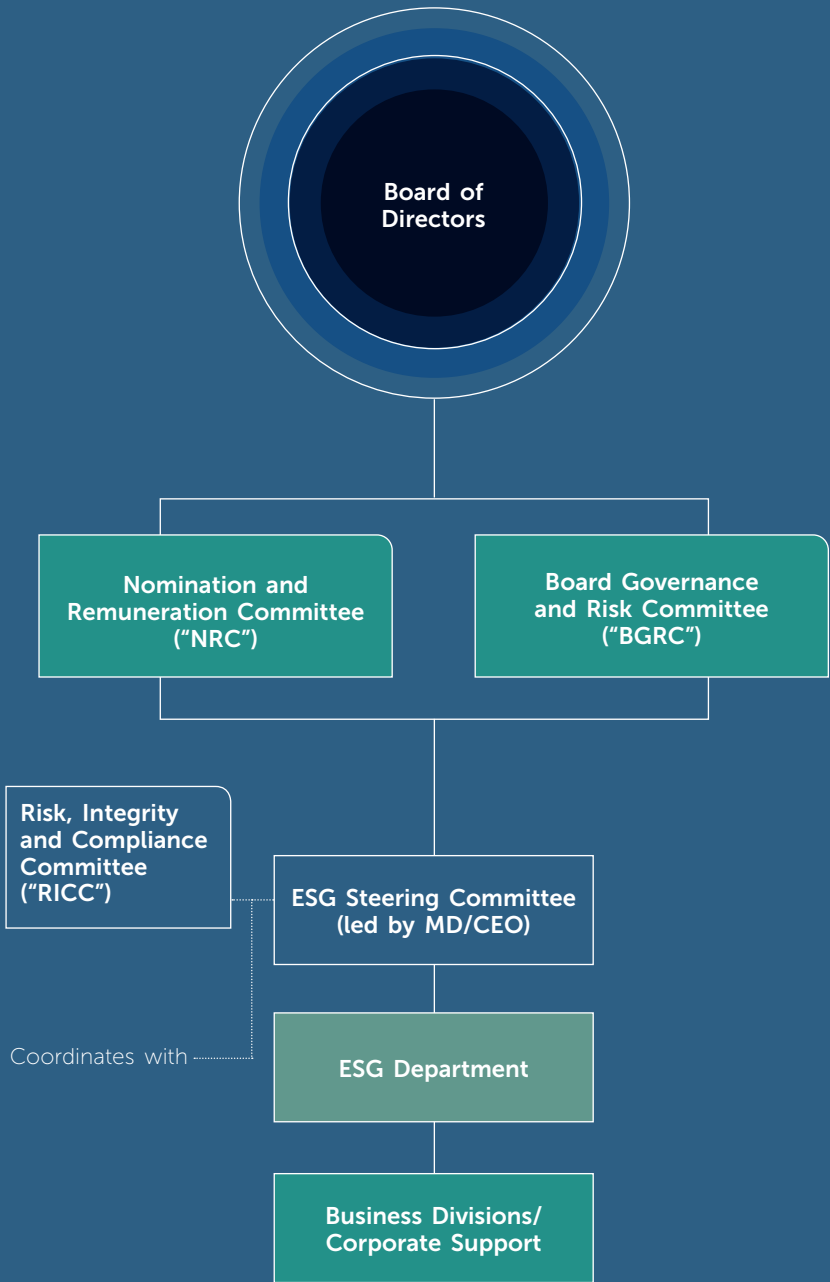 Board of
Directors
Nomination and
Remuneration Committee
(“NRC”)
Board Governance
and Risk Committee
(“BGRC”)
Risk, Integrity
and Compliance
Committee
(“RICC”)
ESG Steering Committee
(led by MD/CEO)
Coordinates with
ESG Department
Business Divisions/
Corporate Support